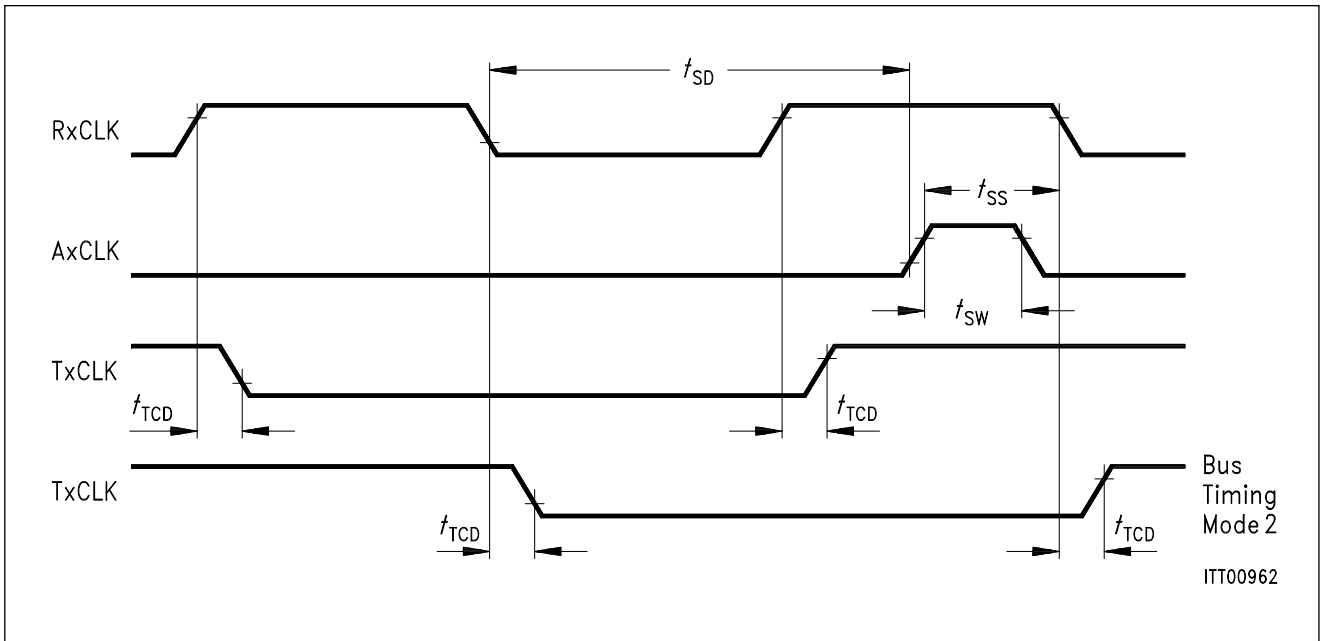 tSD
RxCLK
tSS
AxCLK
tSW
TxCLK
tTCD
tTCD
TxCLK
Bus
Timing
Mode 2
tTCD
tTCD
ITT00962